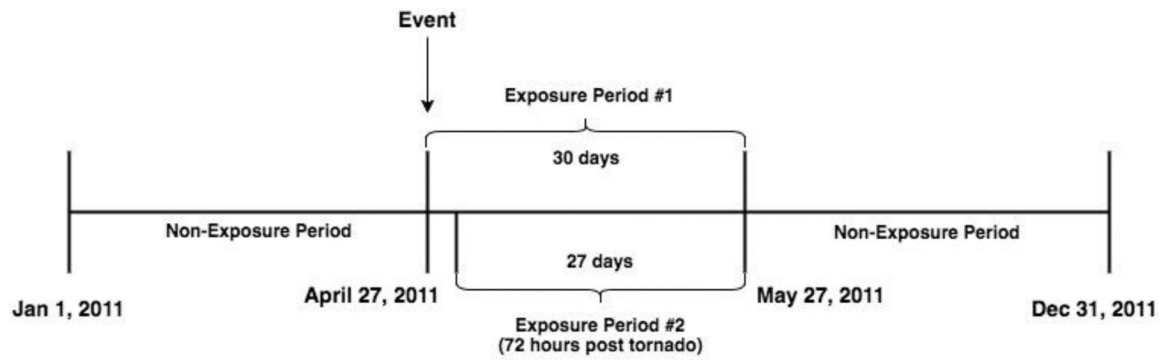 Event
Exposure Period #1
30 days
Non-Exposure Period
Non-Exposure Period
27 days
Jan 1, 2011
April 27, 2011
May 27, 2011
Dec 31, 2011
Exposure Period #2
(72 hours post tornado)